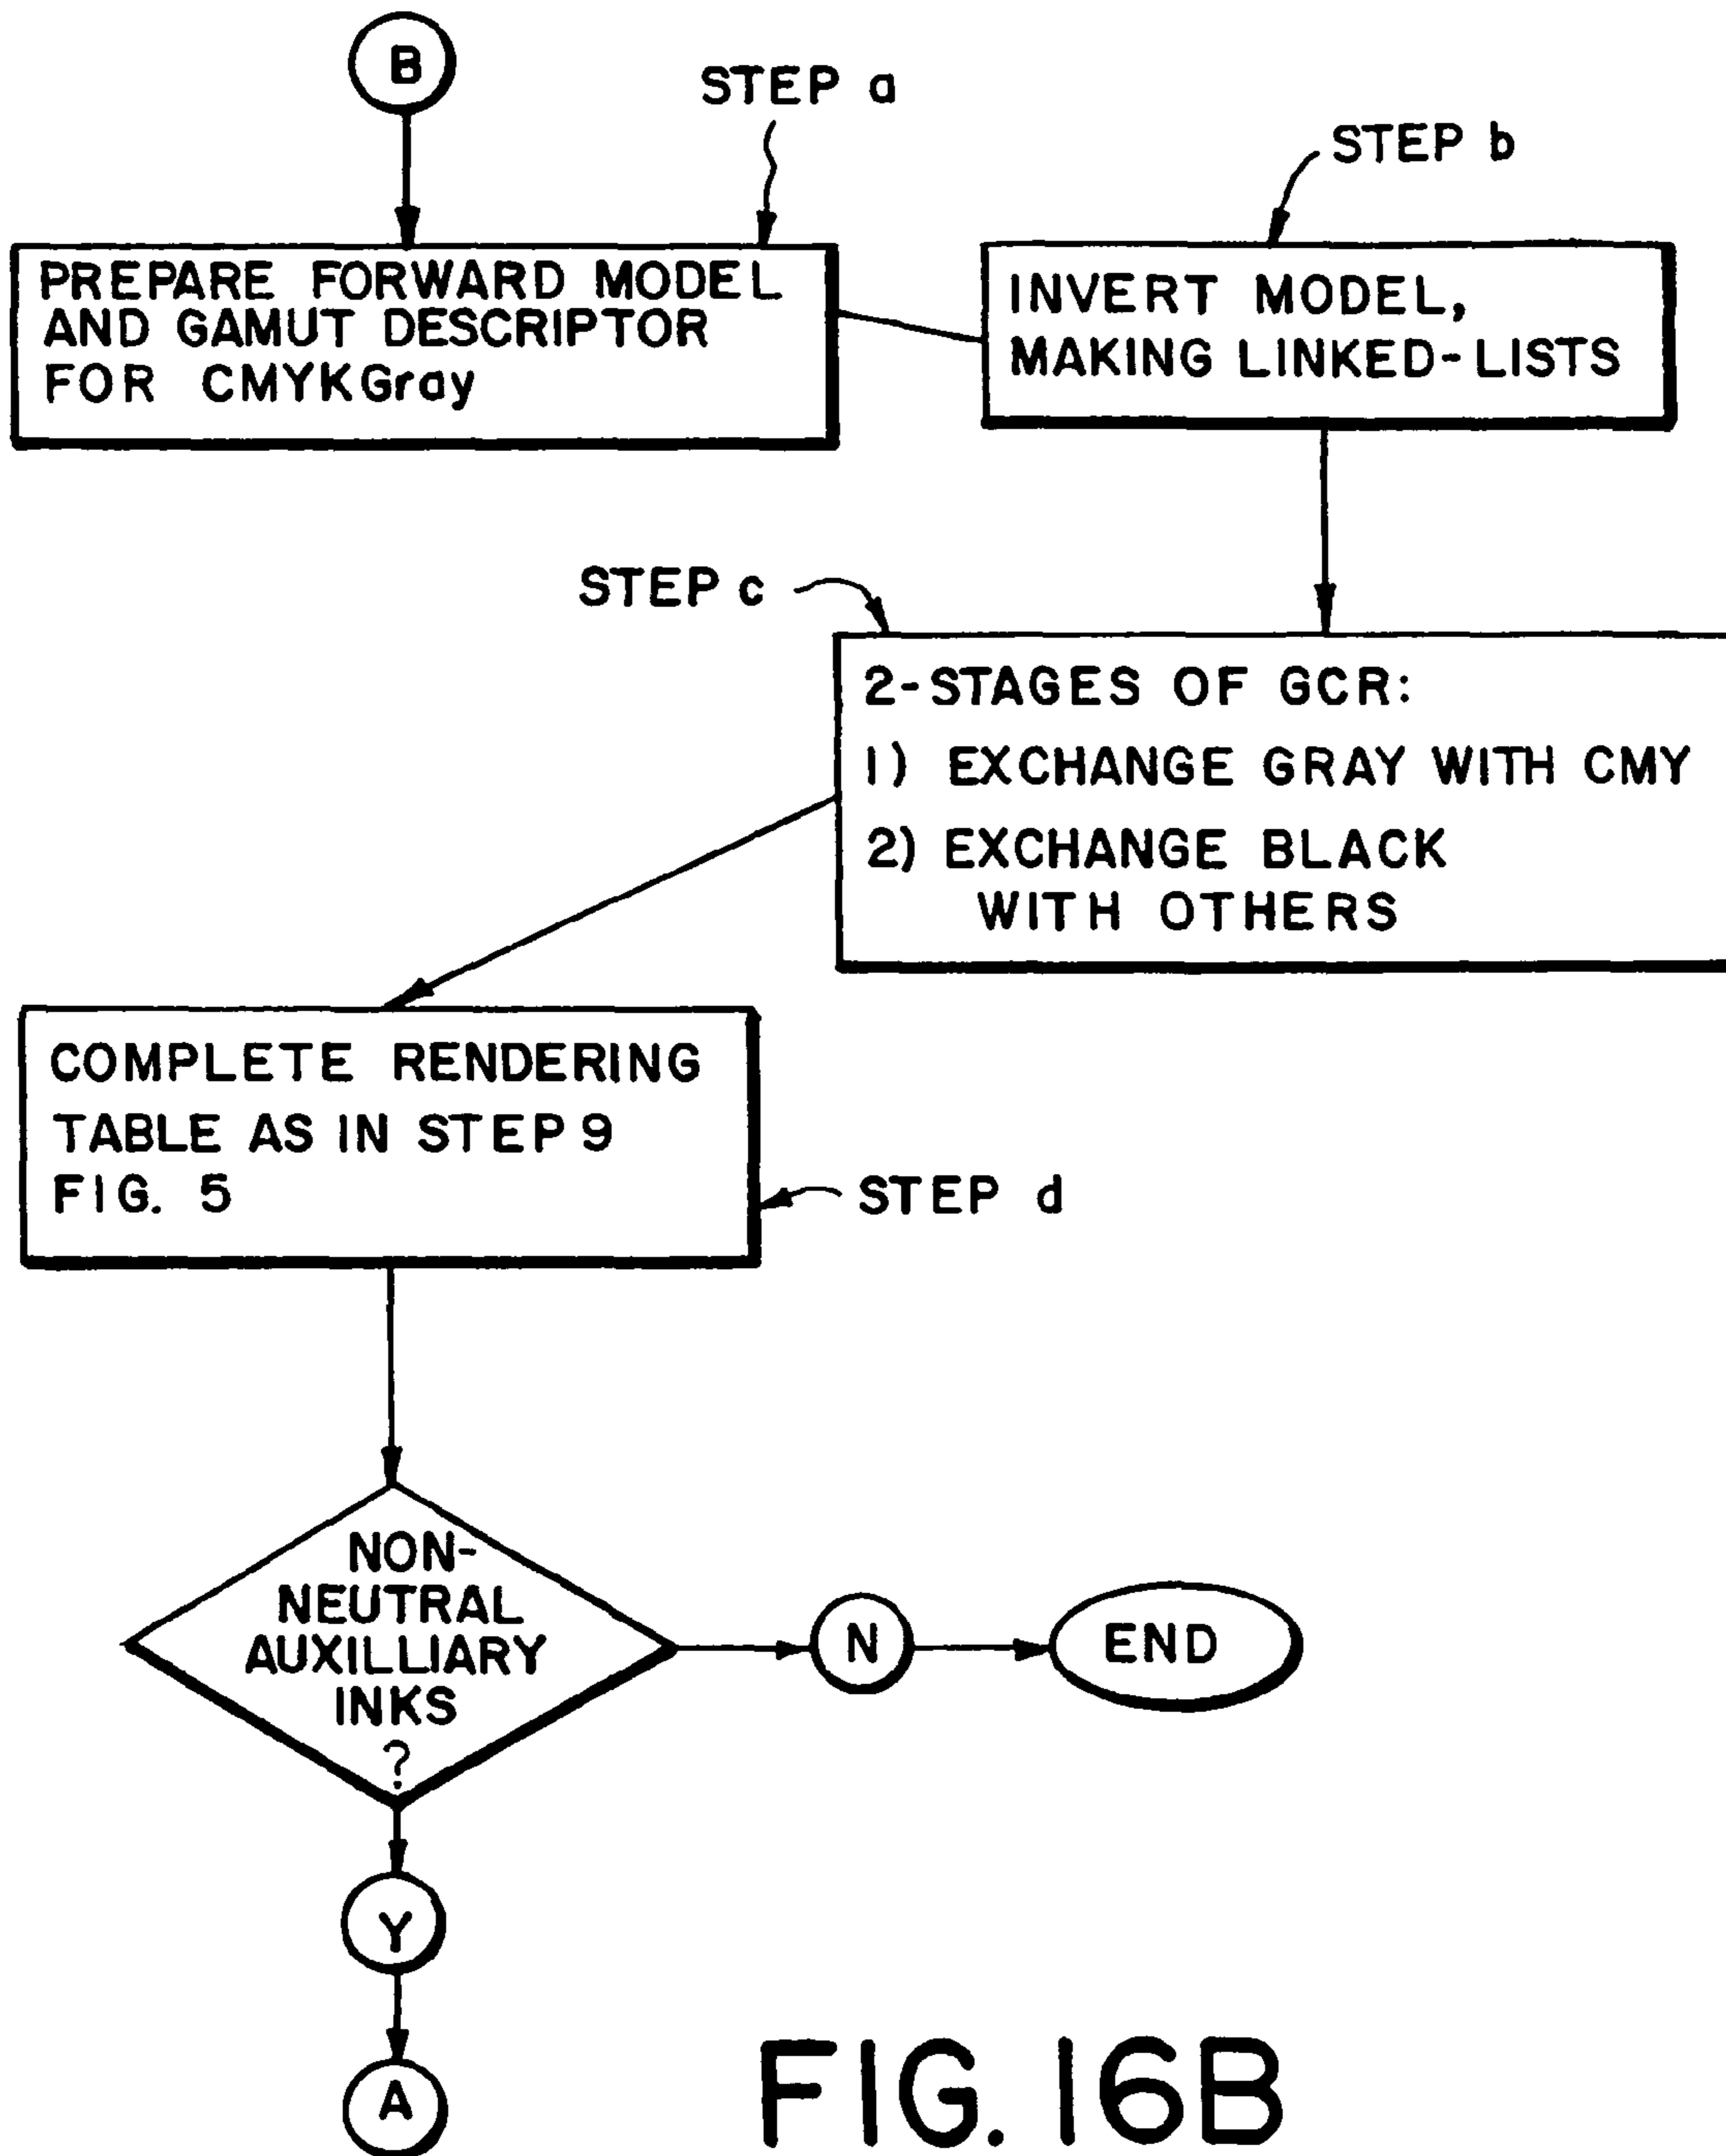 B
STEP a
STEP b
PREPARE FORWARD MODEL
AND GAMUT DESCRIPTOR
FOR CMYKGray
INVERT MODEL,
MAKING LINKED-LISTS
STEP c
2-STAGES OF GCR:
1) EXCHANGE GRAY WITH CMY
2) EXCHANGE BLACK
WITH OTHERS
COMPLETE RENDERING
TABLE AS IN STEP 9
FIG. 5
STEP d
NON-
NEUTRAL
AUXILLIARY
INKS
?
N
END
Y
A
FIG. 16B